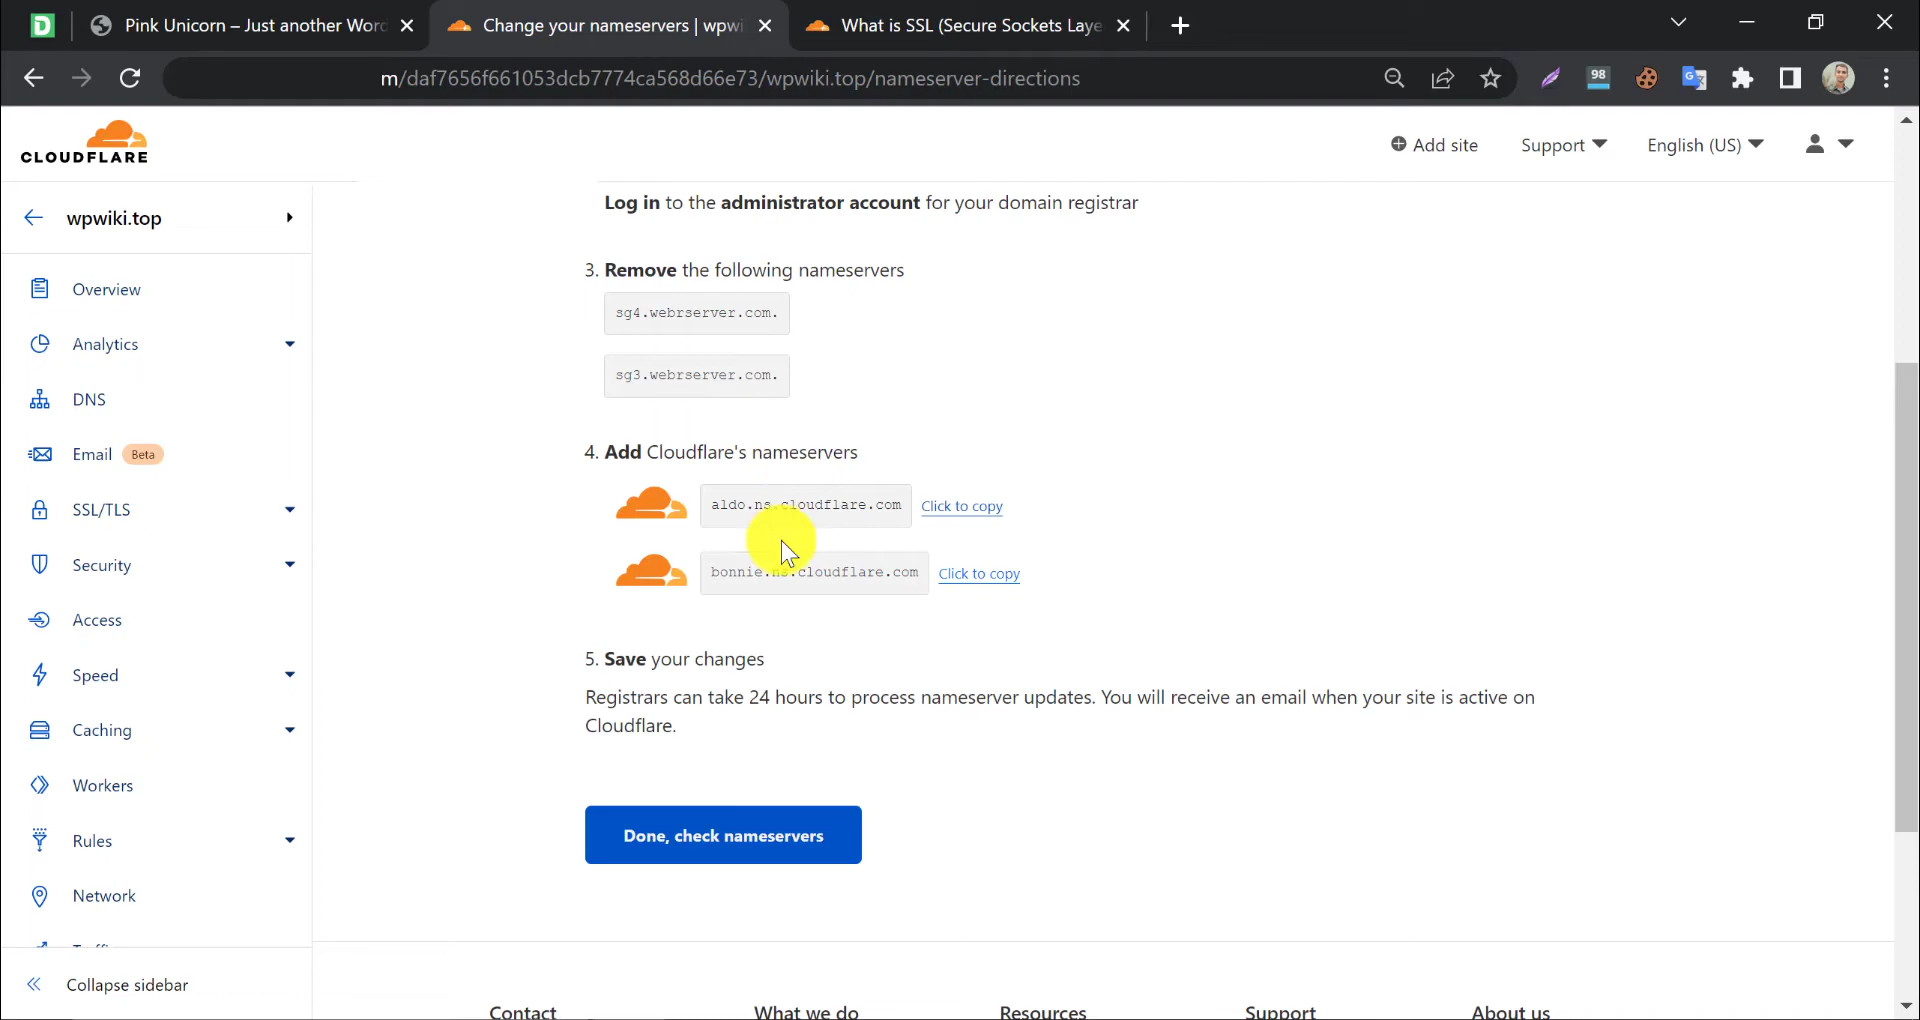 Pink Unicorn – Just another Wor
Change your nameservers | wpwi
What is SSL (Secure Sockets Laye
m/daf7656f661053dcb7774ca568d66e73/wpwiki.top/nameserver-directions
98
CLOUDFLARE
Add site
Support
English (US)
wpwiki.top
Overview
Analytics
DNS
Email Beta
SSL/TLS
Security
Access
Speed
Caching
Workers
Rules
Network
Collapse sidebar
Log in to the administrator account for your domain registrar
3. Remove the following nameservers
sg4.webrserver.com.
sg3.webrserver.com.
4. Add Cloudflare's nameservers
aldo.ns.cloudflare.com Click to copy
bonnie.ns.cloudflare.com Click to copy
5. Save your changes
Registrars can take 24 hours to process nameserver updates. You will receive an email when your site is active on
Cloudflare.
Done, check nameservers
Contact
What we do
Resources
Support
About us